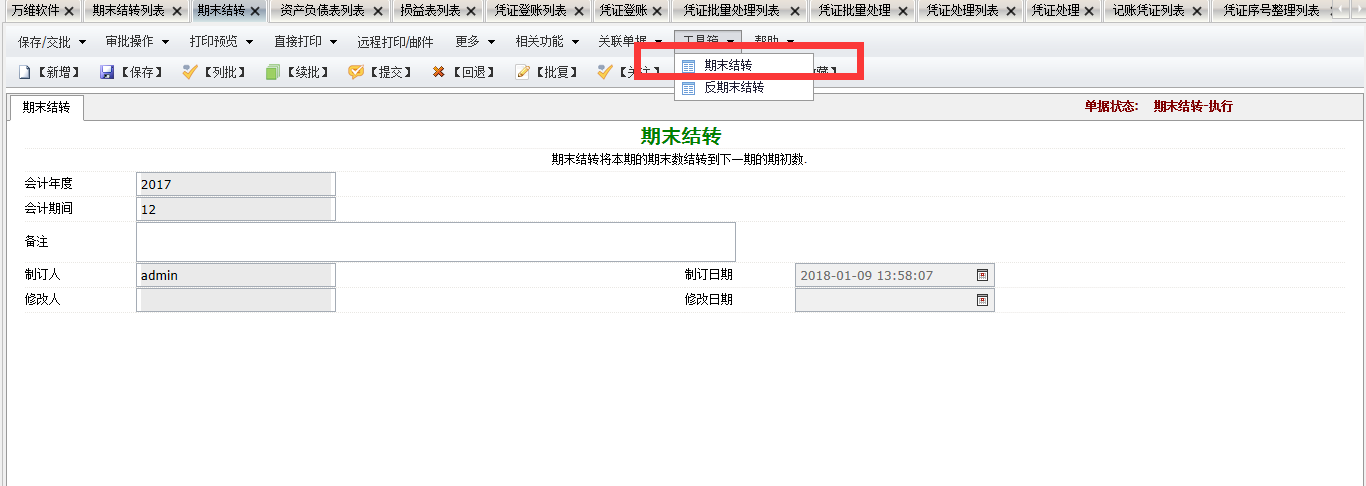 万维软件 期末结转列表 期末结转 资产负债表列表 损益表列表 凭证登账列表 凭证登账 凭证批量处理列表 凭证批量处理 凭证处理列表 凭证处理 记账凭证列表 凭证序号整理列表
保存/交批 审批操作 打印预览 直接打印 远程打印/邮件 更多 相关功能 关联单据 工具箱 帮助
【新增】 【保存】 【列批】 【续批】 【提交】 【回退】 【批复】 【关注】 藏】
期末结转
反期末结转
期末结转 单据状态: 期末结转-执行
期末结转
期末结转将本期的期末数结转到下一期的期初数.
会计年度 2017
会计期间 12
备注
制订人 admin 制订日期 2018-01-09 13:58:07
修改人 修改日期